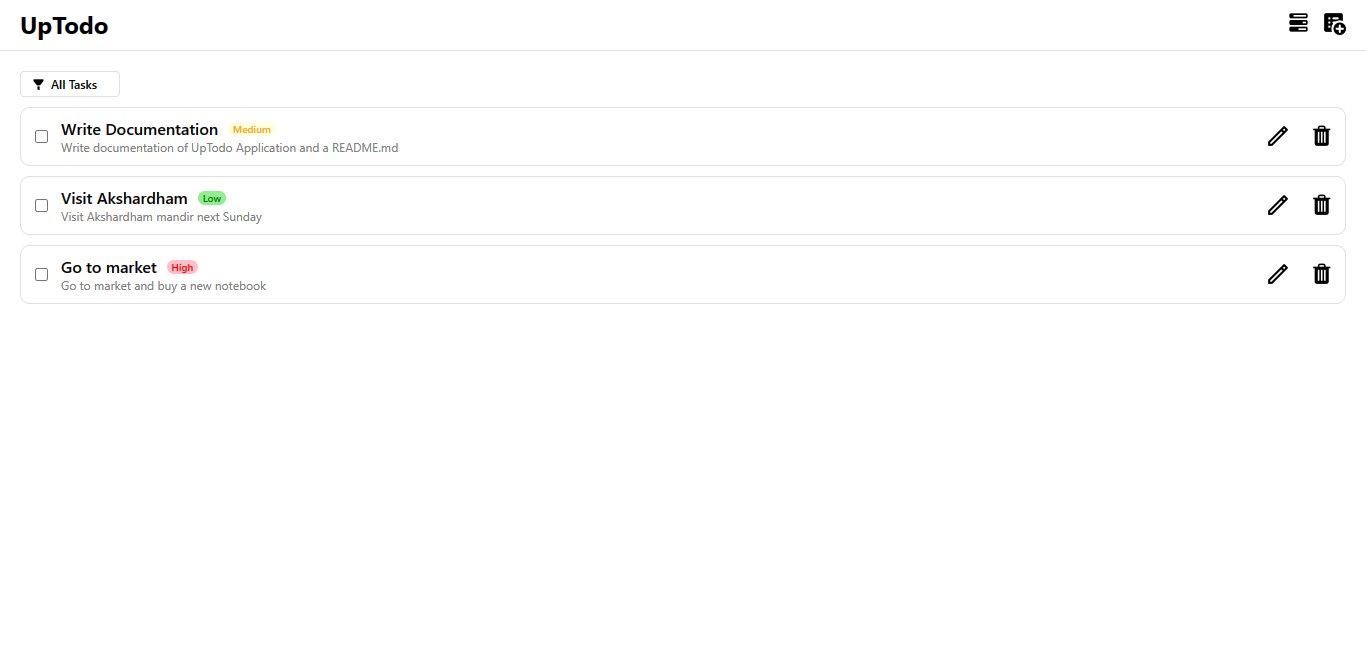 UpTodo
All Tasks
Write Documentation Medium
Write documentation of UpTodo Application and a README.md
Visit Akshardham Low
Visit Akshardham mandir next Sunday
Go to market High
Go to market and buy a new notebook